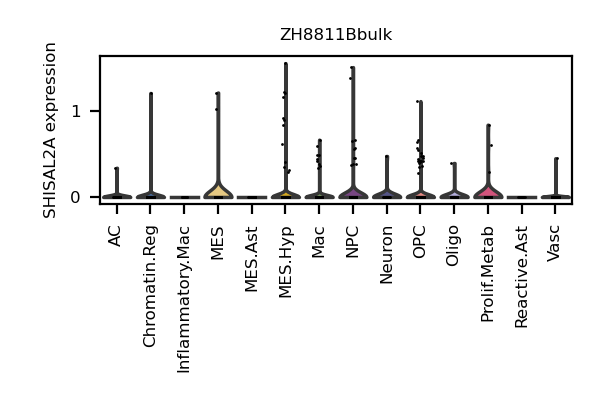 ZH8811Bbulk
SHISAL2A expression
1
0
AC
Chromatin.Reg
Inflammatory.Mac
MES
MES.Ast
MES.Hyp
Mac
NPC
Neuron
OPC
Oligo
Prolif.Metab
Reactive.Ast
Vasc